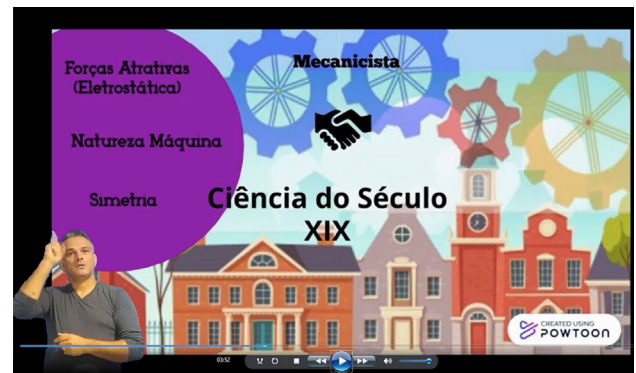 Forças Atrativas
(Eletrostática)
Mecanicista
Natureza Máquina
Simetria
Ciência do Século
XIX
CREATED USING
POWTOON
03:52